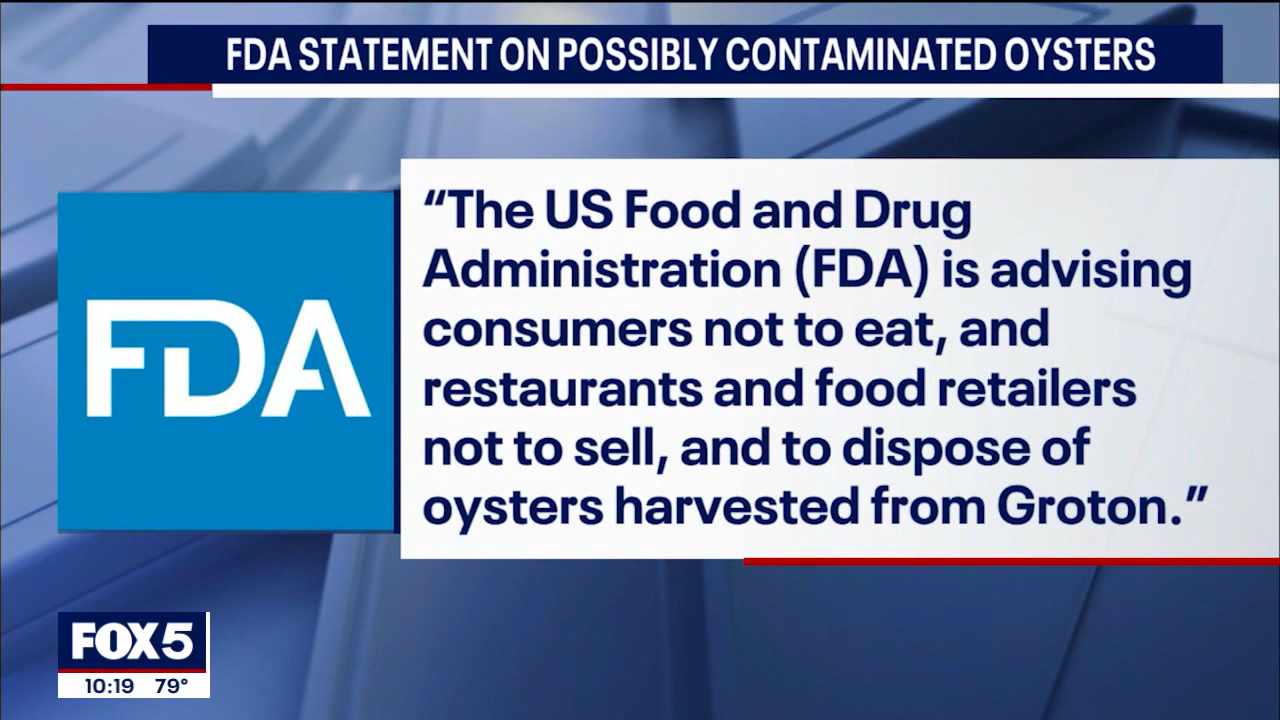 FDA STATEMENT ON POSSIBLY CONTAMINATED OYSTERS
FDA
“The US Food and Drug
Administration (FDA) is advising
consumers not to eat, and
restaurants and food retailers
not to sell, and to dispose of
oysters harvested from Groton.”
FOX 5
10:19 79°